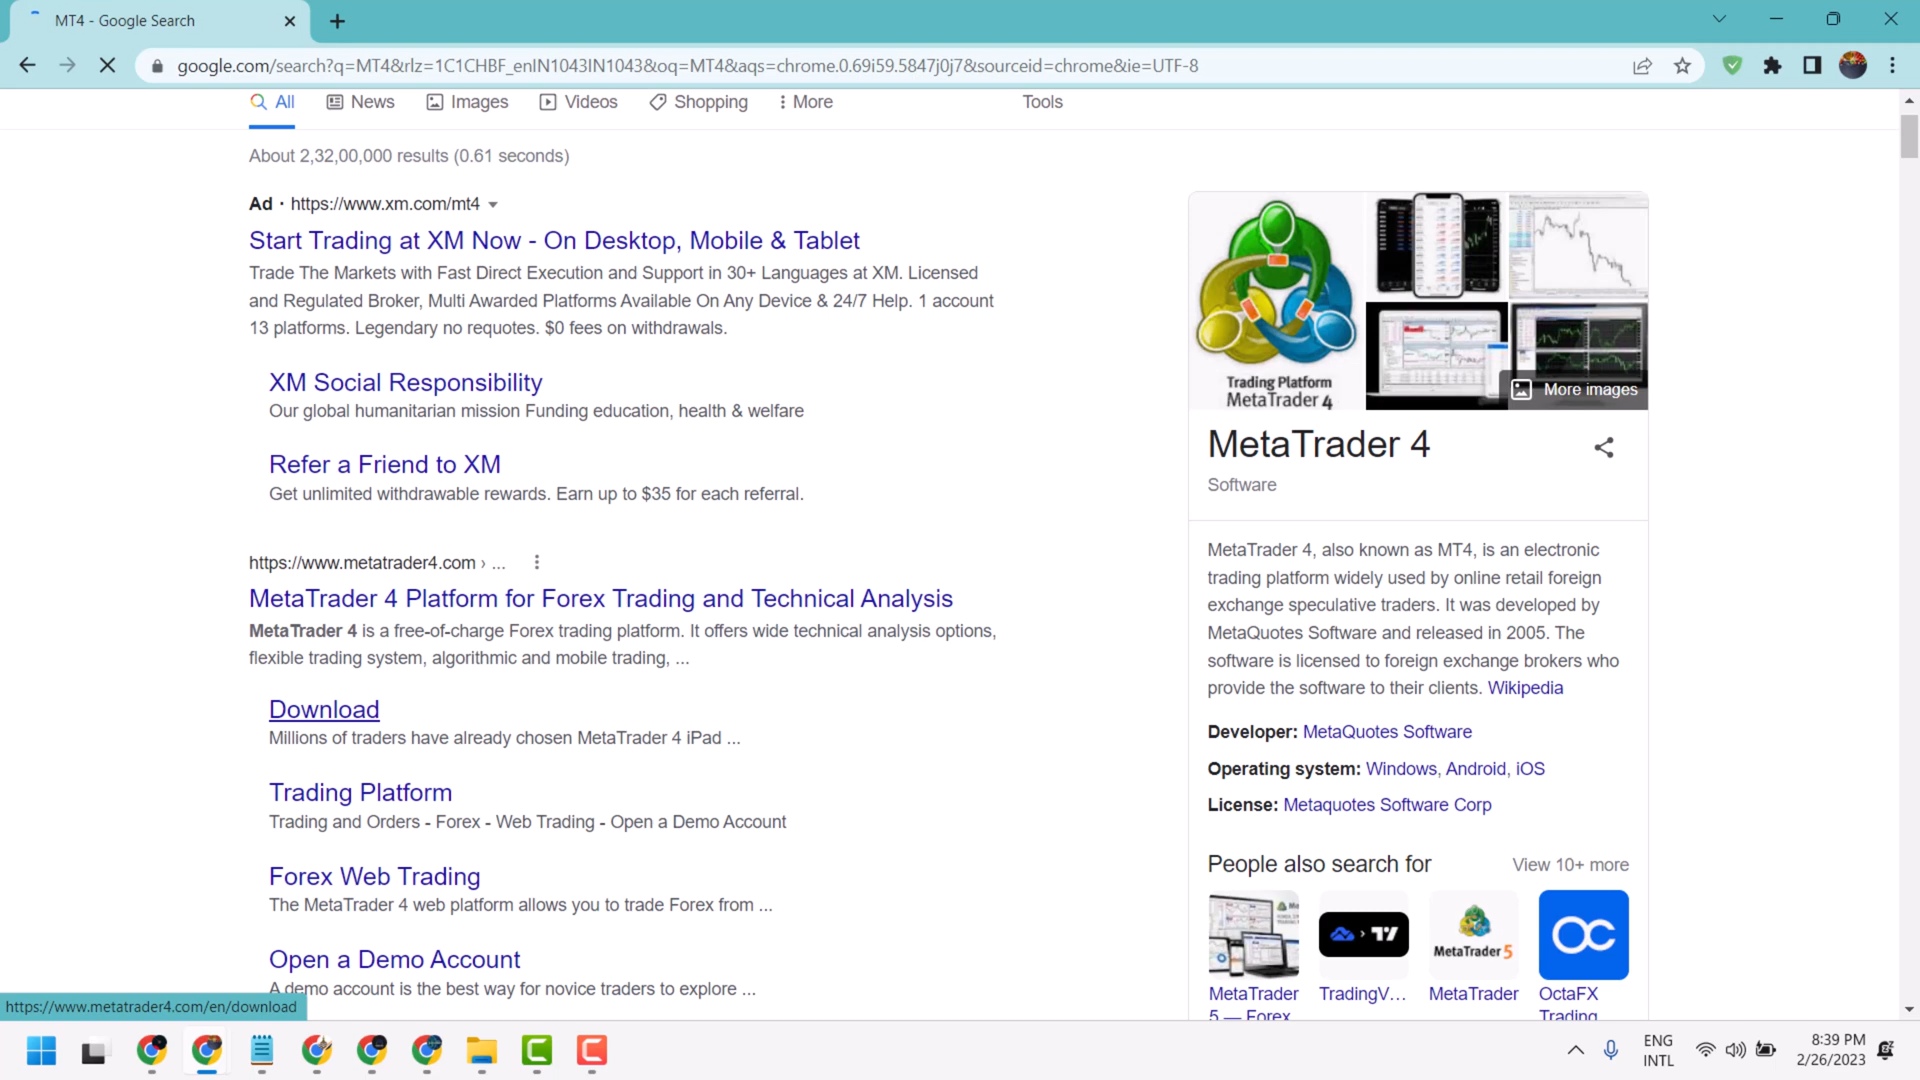 MT4 - Google Search
google.com/search?q=MT4&rlz=1C1CHBF_enIN1043IN1043&oq=MT4&aqs=chrome.0.69i59.5847j0j7&sourceid=chrome&ie=UTF-8
All News Images Videos Shopping More Tools
About 2,32,00,000 results (0.61 seconds)
Ad · https://www.xm.com/mt4
Start Trading at XM Now - On Desktop, Mobile & Tablet
Trade The Markets with Fast Direct Execution and Support in 30+ Languages at XM. Licensed
and Regulated Broker, Multi Awarded Platforms Available On Any Device & 24/7 Help. 1 account
13 platforms. Legendary no requotes. $0 fees on withdrawals.
XM Social Responsibility
Our global humanitarian mission Funding education, health & welfare
Refer a Friend to XM
Get unlimited withdrawable rewards. Earn up to $35 for each referral.
https://www.metatrader4.com › ...
MetaTrader 4 Platform for Forex Trading and Technical Analysis
MetaTrader 4 is a free-of-charge Forex trading platform. It offers wide technical analysis options,
flexible trading system, algorithmic and mobile trading, ...
Download
Millions of traders have already chosen MetaTrader 4 iPad ...
Trading Platform
Trading and Orders - Forex - Web Trading - Open a Demo Account
Forex Web Trading
The MetaTrader 4 web platform allows you to trade Forex from ...
Open a Demo Account
A demo account is the best way for novice traders to explore ...
https://www.metatrader4.com/en/download
Trading Platform
MetaTrader 4
More images
MetaTrader 4
Software
MetaTrader 4, also known as MT4, is an electronic
trading platform widely used by online retail foreign
exchange speculative traders. It was developed by
MetaQuotes Software and released in 2005. The
software is licensed to foreign exchange brokers who
provide the software to their clients. Wikipedia
Developer: MetaQuotes Software
Operating system: Windows, Android, iOS
License: Metaquotes Software Corp
People also search for View 10+ more
MetaTrader 5
MetaTrader TradingV... MetaTrader OctaFX
5 — Forex Trading
ENG
INTL
8:39 PM
2/26/2023